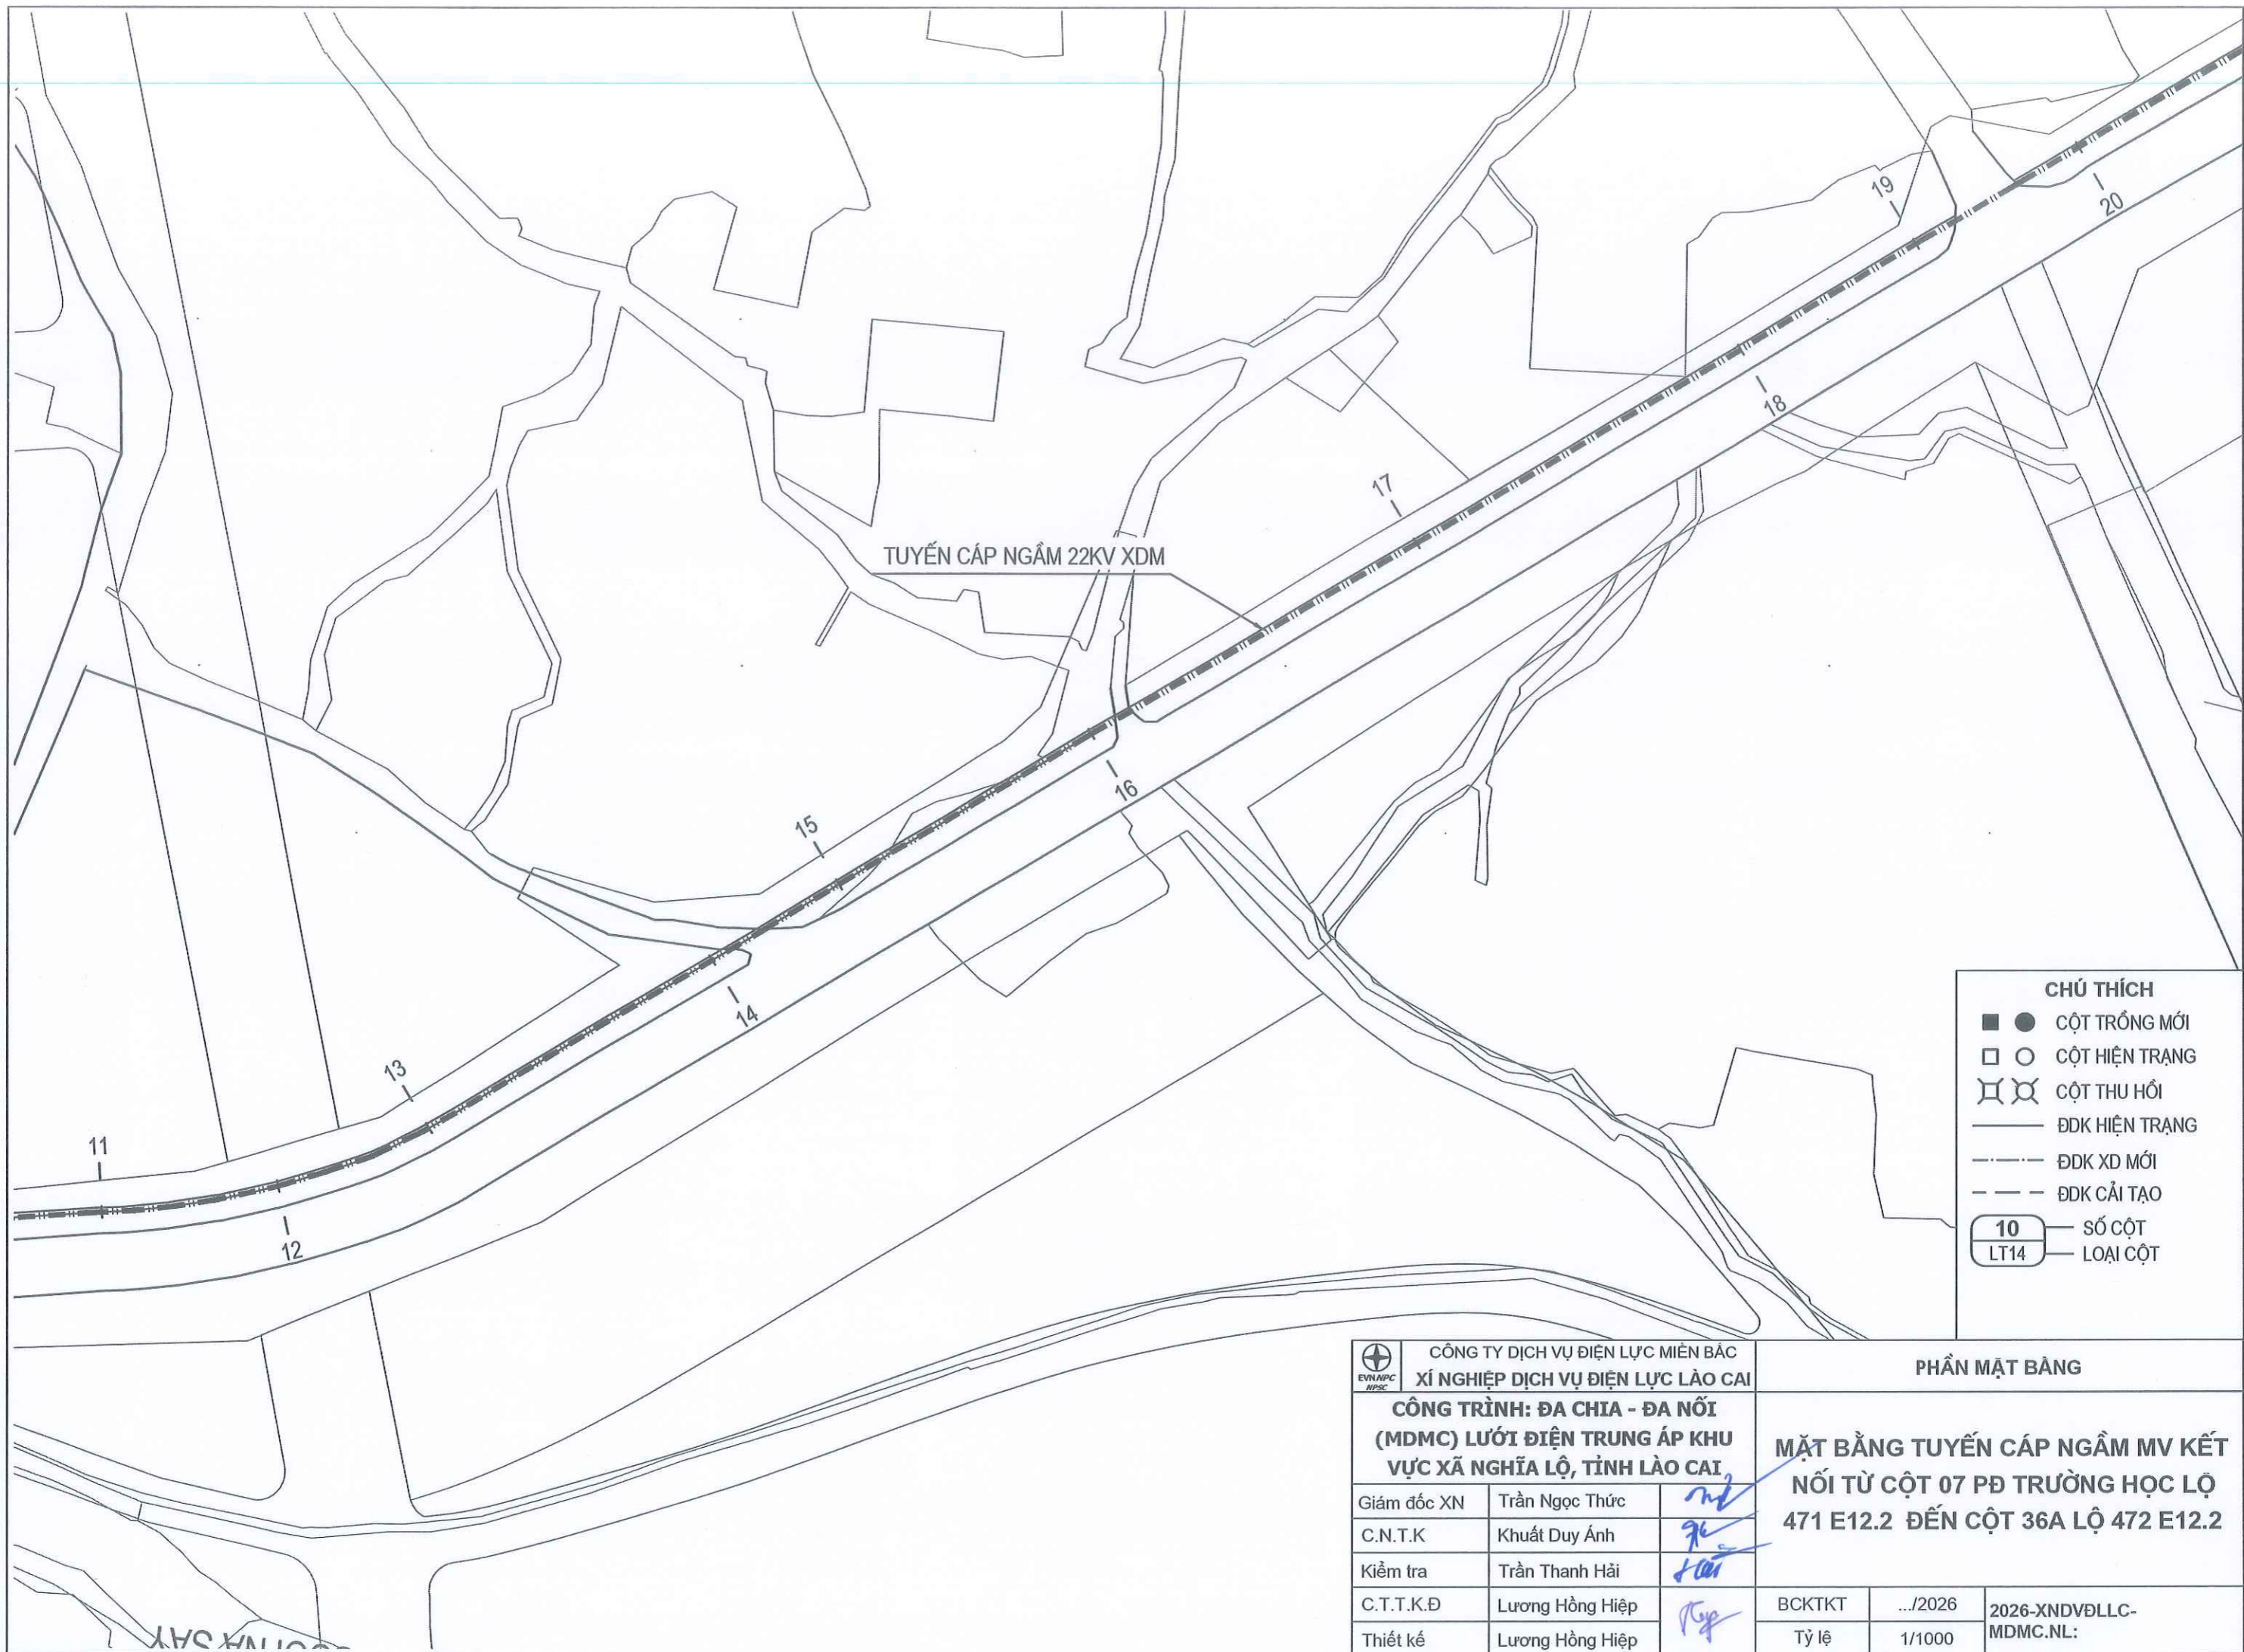 19
20
18
17
TUYẾN CÁP NGẦM 22KV XDM
16
15
14
13
11
12
CHÚ THÍCH
CỘT TRỒNG MỚI
CỘT HIỆN TRẠNG
CỘT THU HỒI
ĐDK HIỆN TRẠNG
ĐDK XD MỚI
ĐDK CẢI TẠO
10 SỐ CỘT
LT14 LOẠI CỘT
EVNNPC
NPSC
CÔNG TY DỊCH VỤ ĐIỆN LỰC MIỀN BẮC
XÍ NGHIỆP DỊCH VỤ ĐIỆN LỰC LÀO CAI
PHẦN MẶT BẰNG
CÔNG TRÌNH: ĐA CHIA - ĐA NỐI
(MDMC) LƯỚI ĐIỆN TRUNG ÁP KHU
VỰC XÃ NGHĨA LỘ, TỈNH LÀO CAI
MẶT BẰNG TUYẾN CÁP NGẦM MV KẾT
NỐI TỪ CỘT 07 PĐ TRƯỜNG HỌC LỘ
471 E12.2 ĐẾN CỘT 36A LỘ 472 E12.2
Giám đốc XN Trần Ngọc Thức
C.N.T.K Khuất Duy Ánh
Kiểm tra Trần Thanh Hải
C.T.T.K.Đ Lương Hồng Hiệp
Thiết kế Lương Hồng Hiệp
BCKTKT .../2026
Tỷ lệ 1/1000
2026-XNDVĐLLC-
MDMC.NL:
SAY